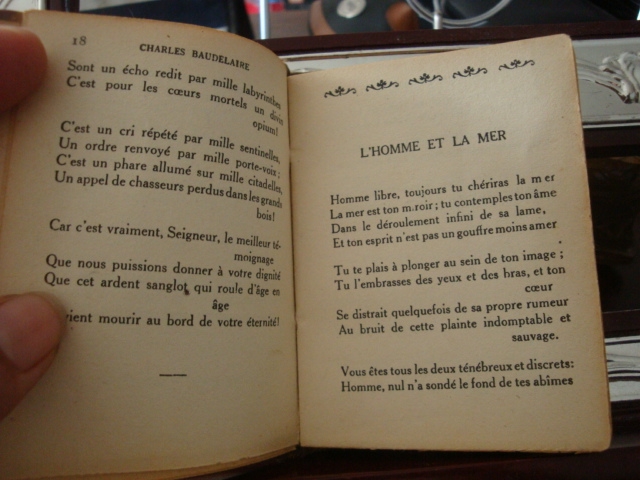 18
CHARLES BAUDELAIRE
Sont un écho redit par mille labyrinthes
C'est pour les cœurs mortels un divin
opium!
C'est un cri répété par mille sentinelles,
Un ordre renvoyé par mille porte-voix;
C'est un phare allumé sur mille citadelles,
Un appel de chasseurs perdus dans les grands
bois!
Car c'est vraiment, Seigneur, le meilleur té-
moignage
Que nous puissions donner à votre dignité
Que cet ardent sanglot qui roule d'âge en
âge
vient mourir au bord de votre éternité!
L'HOMME ET LA MER
Homme libre, toujours tu chériras la mer
La mer est ton m.roir; tu contemples ton âme
Dans le déroulement infini de sa lame,
Et ton esprit n'est pas un gouffre moins amer
Tu te plais à plonger au sein de ton image;
Tu l'embrasses des yeux et des bras, et ton
cœur
Se distrait quelquefois de sa propre rumeur
Au bruit de cette plainte indomptable et
sauvage.
Vous êtes tous les deux ténébreux et discrets:
Homme, nul n'a sondé le fond de tes abîmes